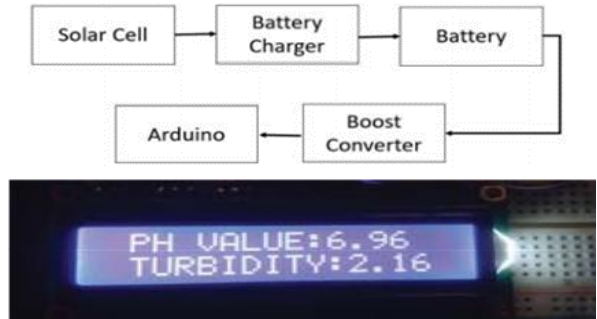 Solar Cell
Battery
Charger
Battery
Arduino
Boost
Converter
PH VALUE:6.96
TURBIDITY:2.16